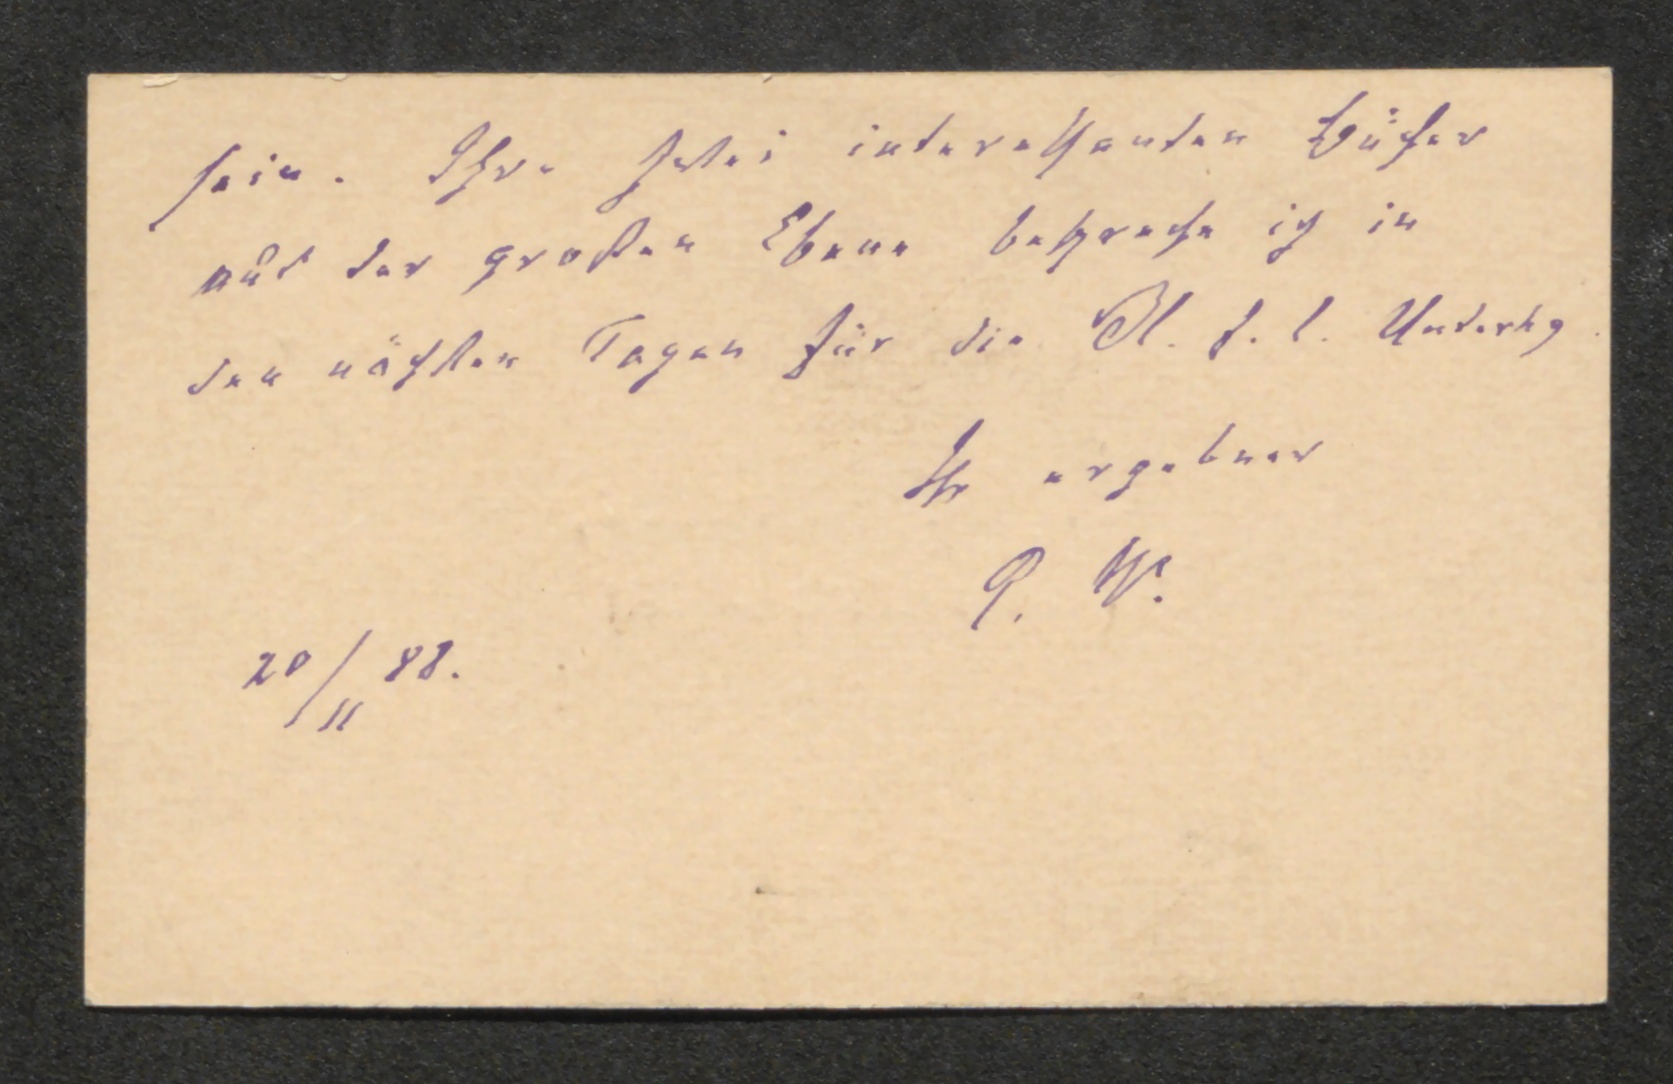 sein. Ihre zwei interessanten Bücher
aus der großen Ebene bespreche ich in
den nächsten Tagen für die Bl. f. l. Unterhg.
Ihr ergebner
P. W.
20/11 88.